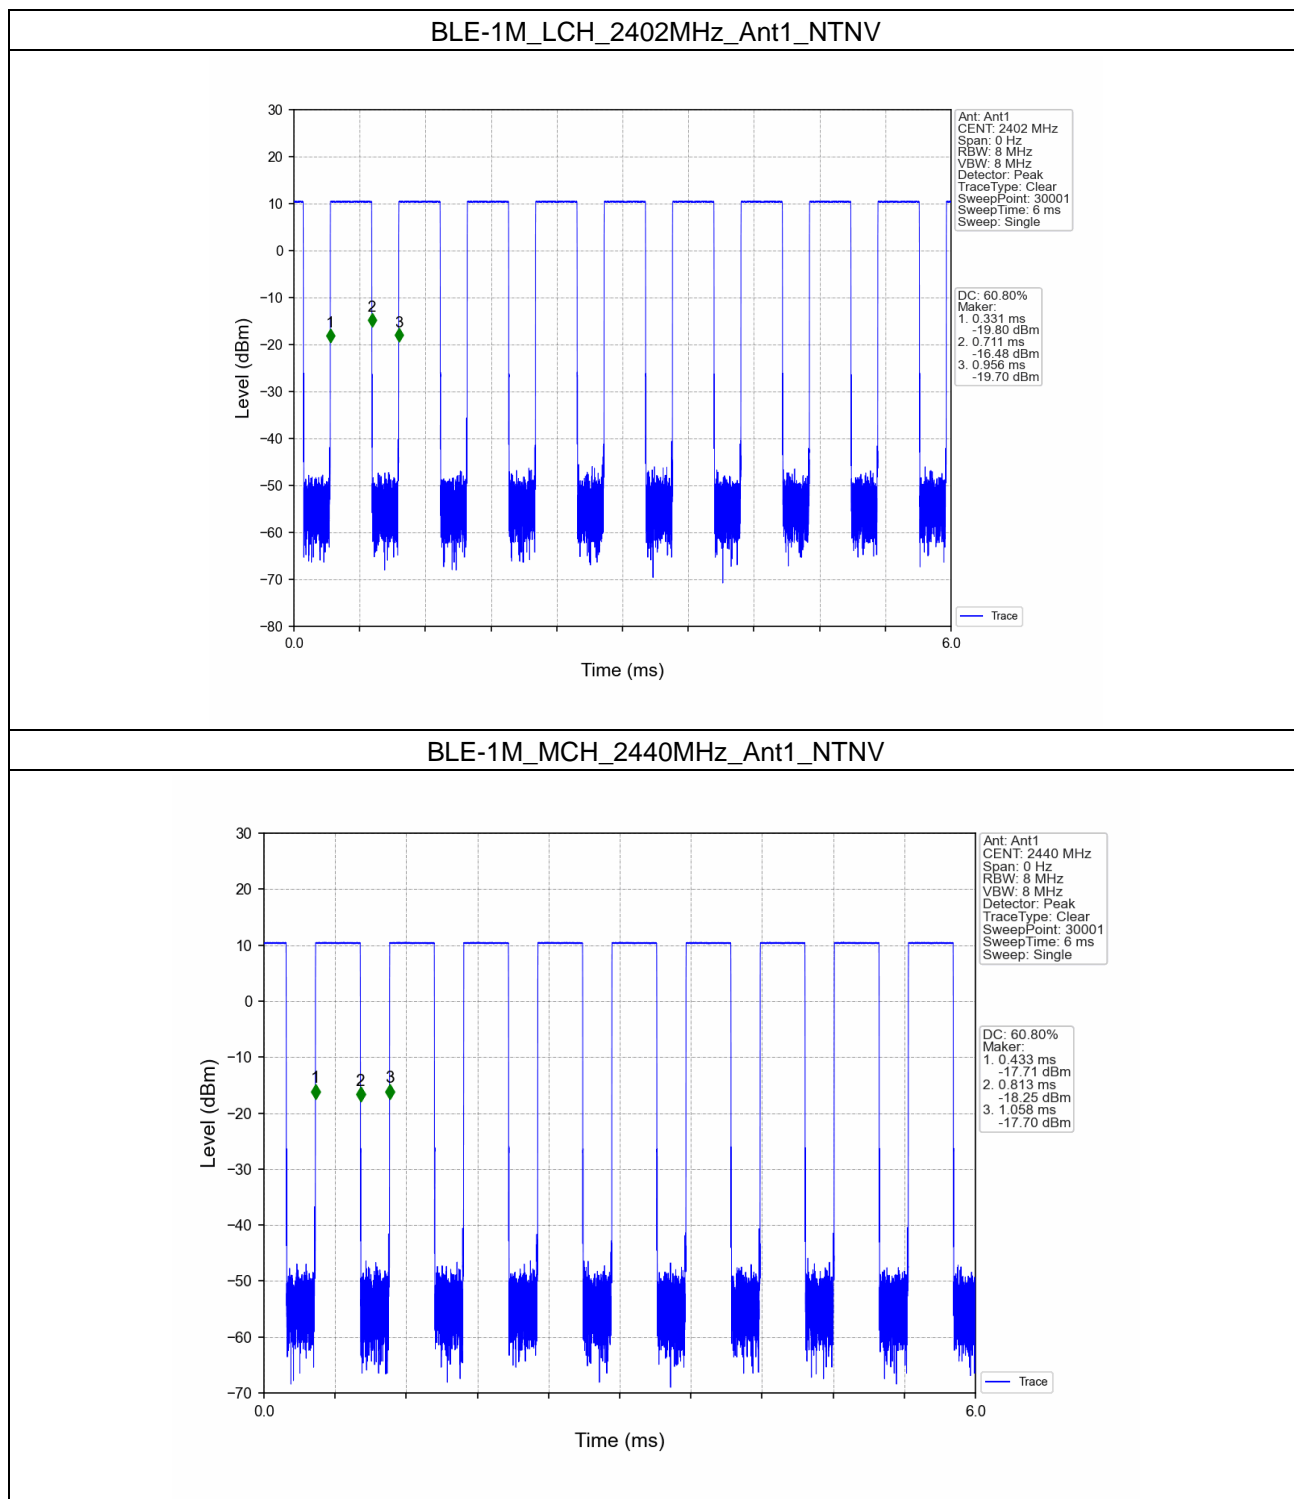 BLE-1M_LCH_2402MHz_Ant1_NTNV
30
20
10
0
−10
−20
−30
−40
−50
−60
−70
−80
Level (dBm)
1
2
3
0.0
6.0
Time (ms)
Ant: Ant1
CENT: 2402 MHz
Span: 0 Hz
RBW: 8 MHz
VBW: 8 MHz
Detector: Peak
TraceType: Clear
SweepPoint: 30001
SweepTime: 6 ms
Sweep: Single
DC: 60.80%
Maker:
1. 0.331 ms
-19.80 dBm
2. 0.711 ms
-16.48 dBm
3. 0.956 ms
-19.70 dBm
Trace
BLE-1M_MCH_2440MHz_Ant1_NTNV
30
20
10
0
−10
−20
−30
−40
−50
−60
−70
Level (dBm)
1
2
3
0.0
6.0
Time (ms)
Ant: Ant1
CENT: 2440 MHz
Span: 0 Hz
RBW: 8 MHz
VBW: 8 MHz
Detector: Peak
TraceType: Clear
SweepPoint: 30001
SweepTime: 6 ms
Sweep: Single
DC: 60.80%
Maker:
1. 0.433 ms
-17.71 dBm
2. 0.813 ms
-18.25 dBm
3. 1.058 ms
-17.70 dBm
Trace